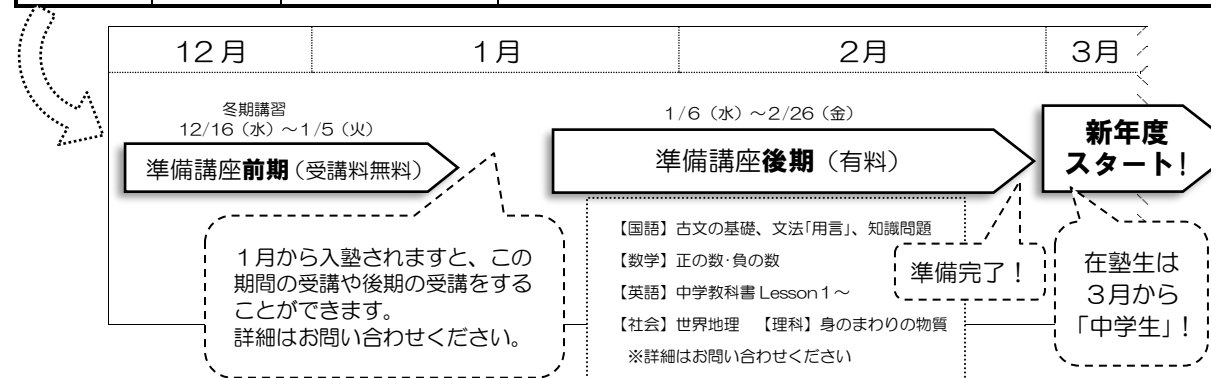 12月
1月
2月
3月
冬期講習
12/16（水）～1/5（火）
準備講座前期（受講料無料）
1/6（水）～2/26（金）
準備講座後期（有料）
新年度
スタート！
1月から入塾されますと、この
期間の受講や後期の受講をする
ことができます。
詳細はお問い合わせください。
【国語】古文の基礎、文法「用言」、知識問題
【数学】正の数・負の数
【英語】中学教科書 Lesson１～
【社会】世界地理　【理科】身のまわりの物質
※詳細はお問い合わせください
準備完了！
在塾生は
３月から
「中学生」！